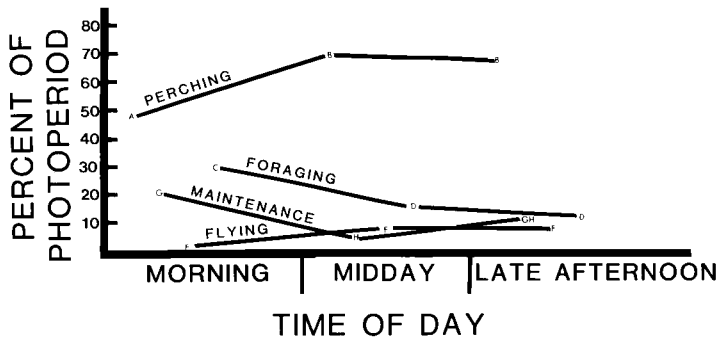 PERCENT OF
PHOTOPERIOD
80
70
60
50
40
30
20
10
A
PERCHING
B
B
C
FORAGING
D
D
G
MAINTENANCE
H
GH
FLYING
MORNING
MIDDAY
LATE AFTERNOON
TIME OF DAY